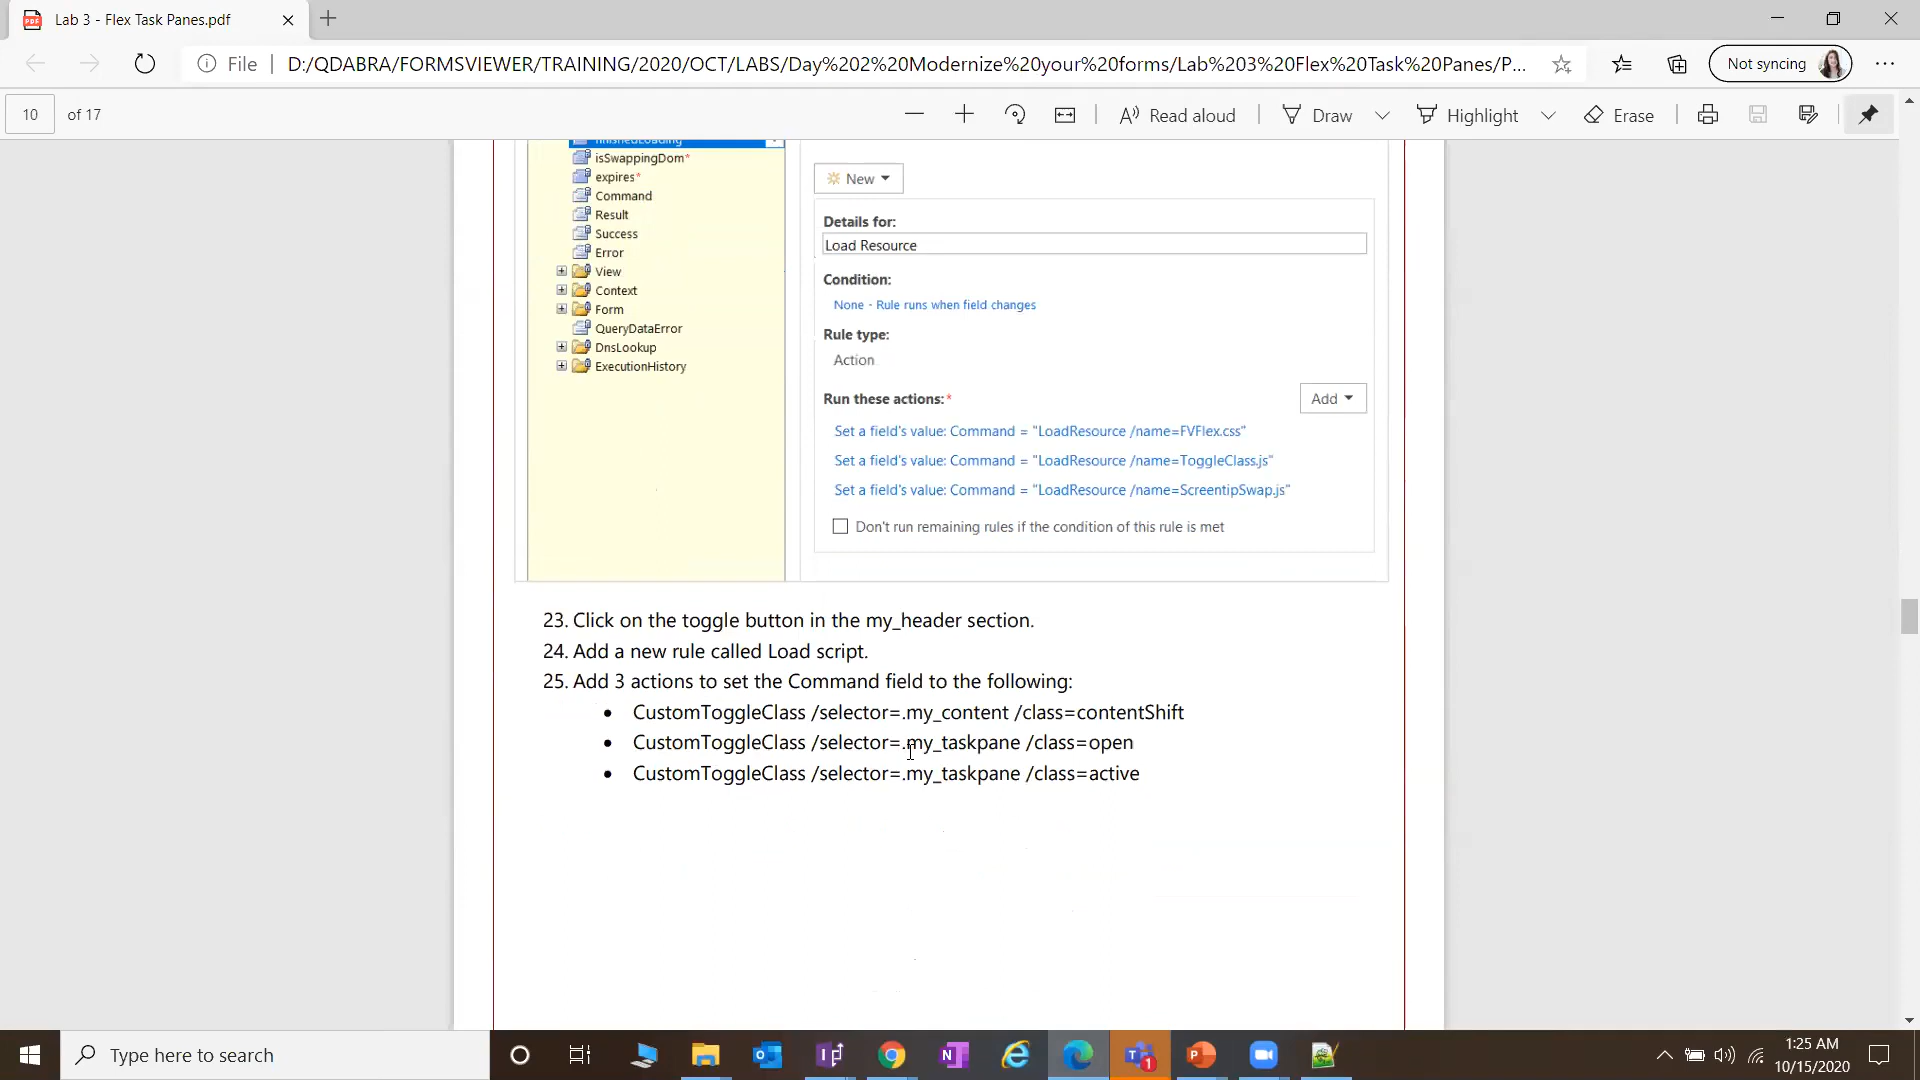 Lab 3 - Flex Task Panes.pdf
File
D:/QDABRA/FORMSVIEWER/TRAINING/2020/OCT/LABS/Day%202%20Modernize%20your%20forms/Lab%203%20Flex%20Task%20Panes/P...
Not syncing
10 of 17
Read aloud
Draw
Highlight
Erase
isSwappingDom*
expires*
Command
Result
Success
Error
View
Context
Form
QueryDataError
DnsLookup
ExecutionHistory
New
Details for:
Load Resource
Condition:
None - Rule runs when field changes
Rule type:
Action
Run these actions:*
Add
Set a field's value: Command = "LoadResource /name=FVFlex.css"
Set a field's value: Command = "LoadResource /name=ToggleClass.js"
Set a field's value: Command = "LoadResource /name=ScreentipSwap.js"
Don't run remaining rules if the condition of this rule is met
23. Click on the toggle button in the my_header section.
24. Add a new rule called Load script.
25. Add 3 actions to set the Command field to the following:
• CustomToggleClass /selector=.my_content /class=contentShift
• CustomToggleClass /selector=.my_taskpane /class=open
• CustomToggleClass /selector=.my_taskpane /class=active
Type here to search
1:25 AM
10/15/2020